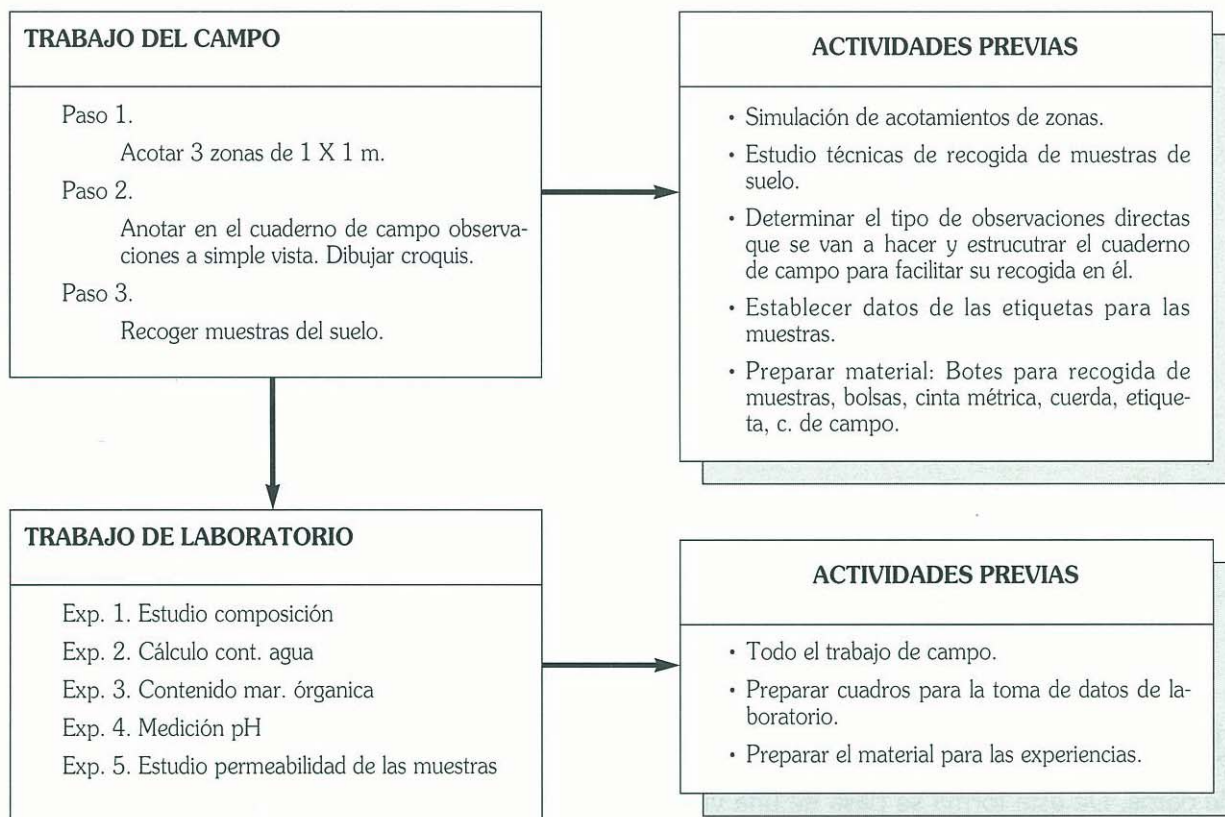 TRABAJO DEL CAMPO
Paso 1.
Acotar 3 zonas de 1 X 1 m.
Paso 2.
Anotar en el cuaderno de campo observa-
ciones a simple vista. Dibujar croquis.
Paso 3.
Recoger muestras del suelo.
ACTIVIDADES PREVIAS
• Simulación de acotamientos de zonas.
• Estudio técnicas de recogida de muestras de
suelo.
• Determinar el tipo de observaciones directas
que se van a hacer y estrucutrar el cuaderno
de campo para facilitar su recogida en él.
• Establecer datos de las etiquetas para las
muestras.
• Preparar material: Botes para recogida de
muestras, bolsas, cinta métrica, cuerda, etique-
ta, c. de campo.
TRABAJO DE LABORATORIO
Exp. 1. Estudio composición
Exp. 2. Cálculo cont. agua
Exp. 3. Contenido mar. órganica
Exp. 4. Medición pH
Exp. 5. Estudio permeabilidad de las muestras
ACTIVIDADES PREVIAS
• Todo el trabajo de campo.
• Preparar cuadros para la toma de datos de la-
boratorio.
• Preparar el material para las experiencias.